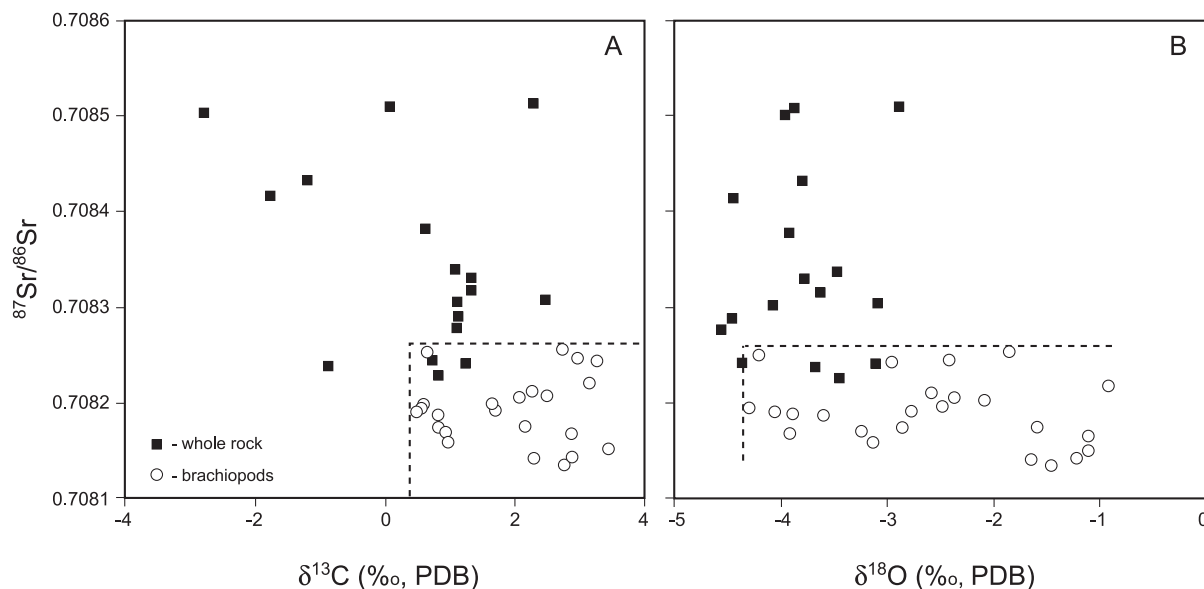 0.7086
0.7085
0.7084
0.7083
0.7082
0.7081
⁸⁷Sr/⁸⁶Sr
A
■ - whole rock
○ - brachiopods
-4 -2 0 2 4
δ¹³C (‰, PDB)
B
-5 -4 -3 -2 -1 0
δ¹⁸O (‰, PDB)